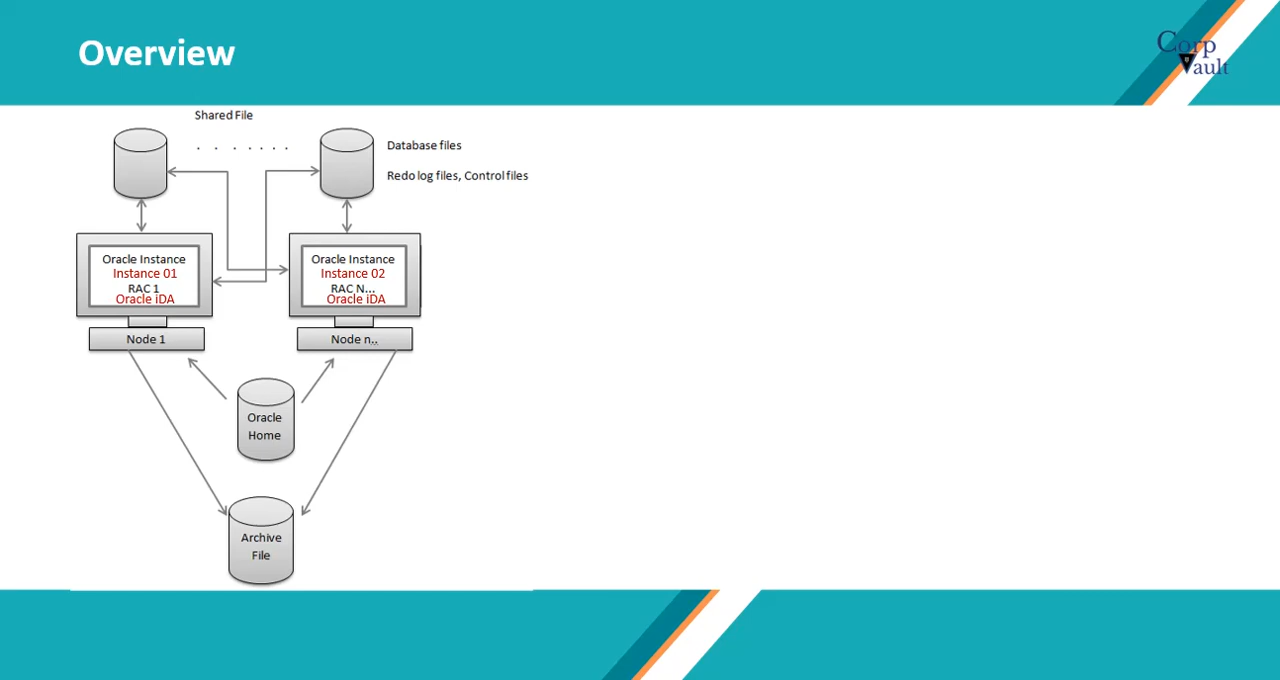 Overview
Corp
Vault
Shared File
. . . . . . .
Database files
Redo log files, Control files
Oracle Instance
Instance 01
RAC 1
Oracle iDA
Node 1
Oracle Instance
Instance 02
RAC N...
Oracle iDA
Node n..
Oracle
Home
Archive
File